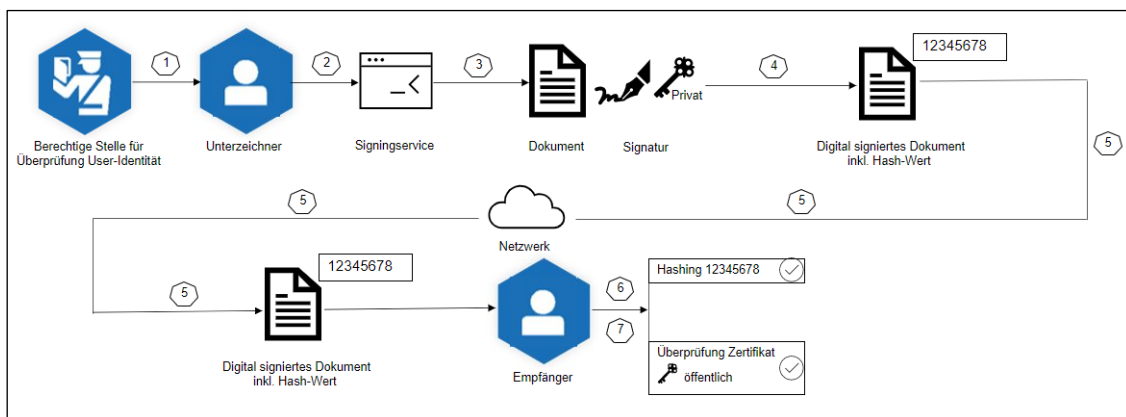 12345678
1
2
3
4
Privat
Berechtige Stelle für
Überprüfung User-Identität
Unterzeichner
Signingservice
Dokument
Signatur
Digital signiertes Dokument
inkl. Hash-Wert
5
5
5
Netzwerk
12345678
5
Hashing 12345678
6
7
Überprüfung Zertifikat
öffentlich
Digital signiertes Dokument
inkl. Hash-Wert
Empfänger